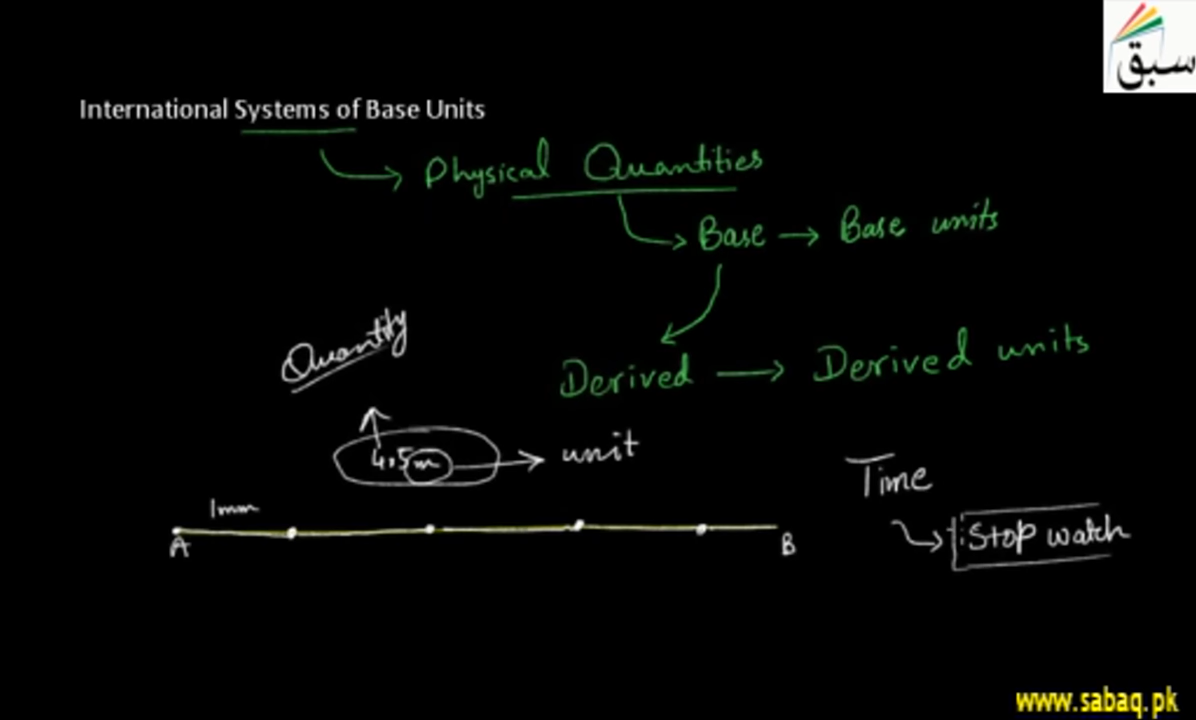 سبق
International Systems of Base Units
Physical Quantities
Base → Base units
Quantity
Derived → Derived units
4.5m → unit
Time
1mm
Stop watch
A
B
www.sabaq.pk